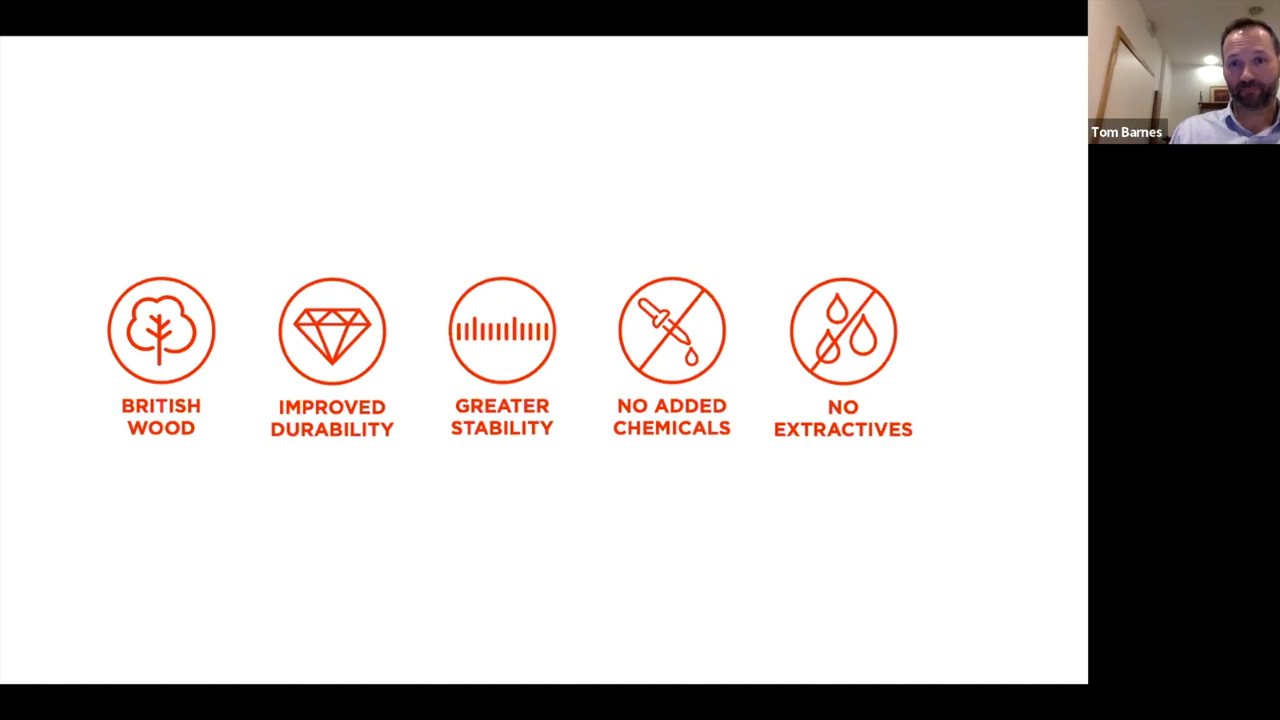 Tom Barnes
BRITISH
WOOD
IMPROVED
DURABILITY
GREATER
STABILITY
NO ADDED
CHEMICALS
NO
EXTRACTIVES